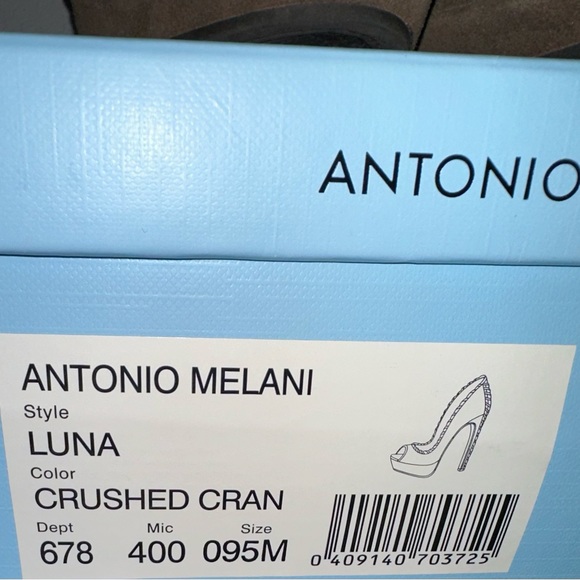 ANTONIO
ANTONIO MELANI
Style
LUNA
Color
CRUSHED CRAN
Dept Mic Size
678 400 095M
0 409140 703725